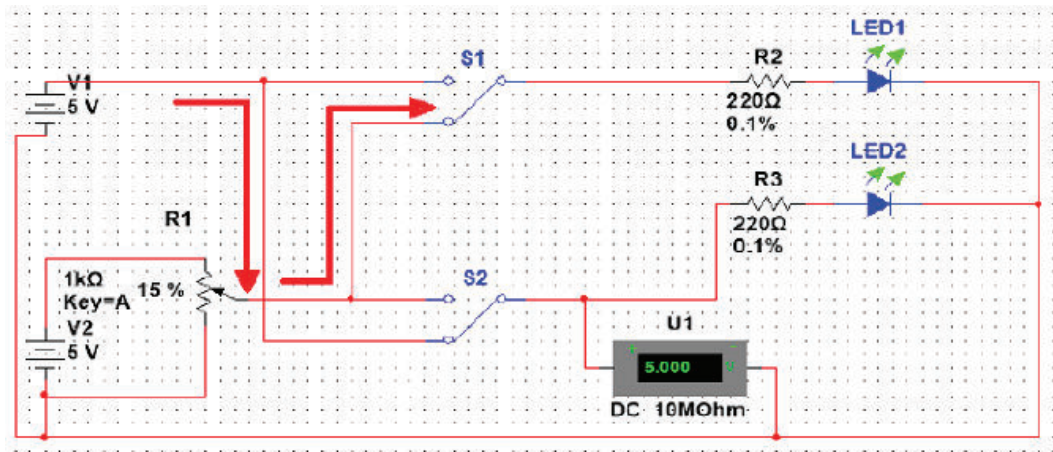 V1
5 V
S1
R2
220Ω
0.1%
LED1
LED2
R3
220Ω
0.1%
R1
1kΩ
Key=A
15 %
V2
5 V
S2
U1
+
-
5.000
V
DC 10MOhm